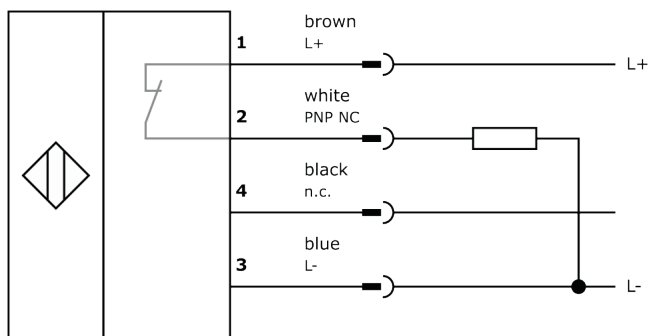 brown
1 L+ L+
white
2 PNP NC
black
4 n.c.
blue
3 L- L-